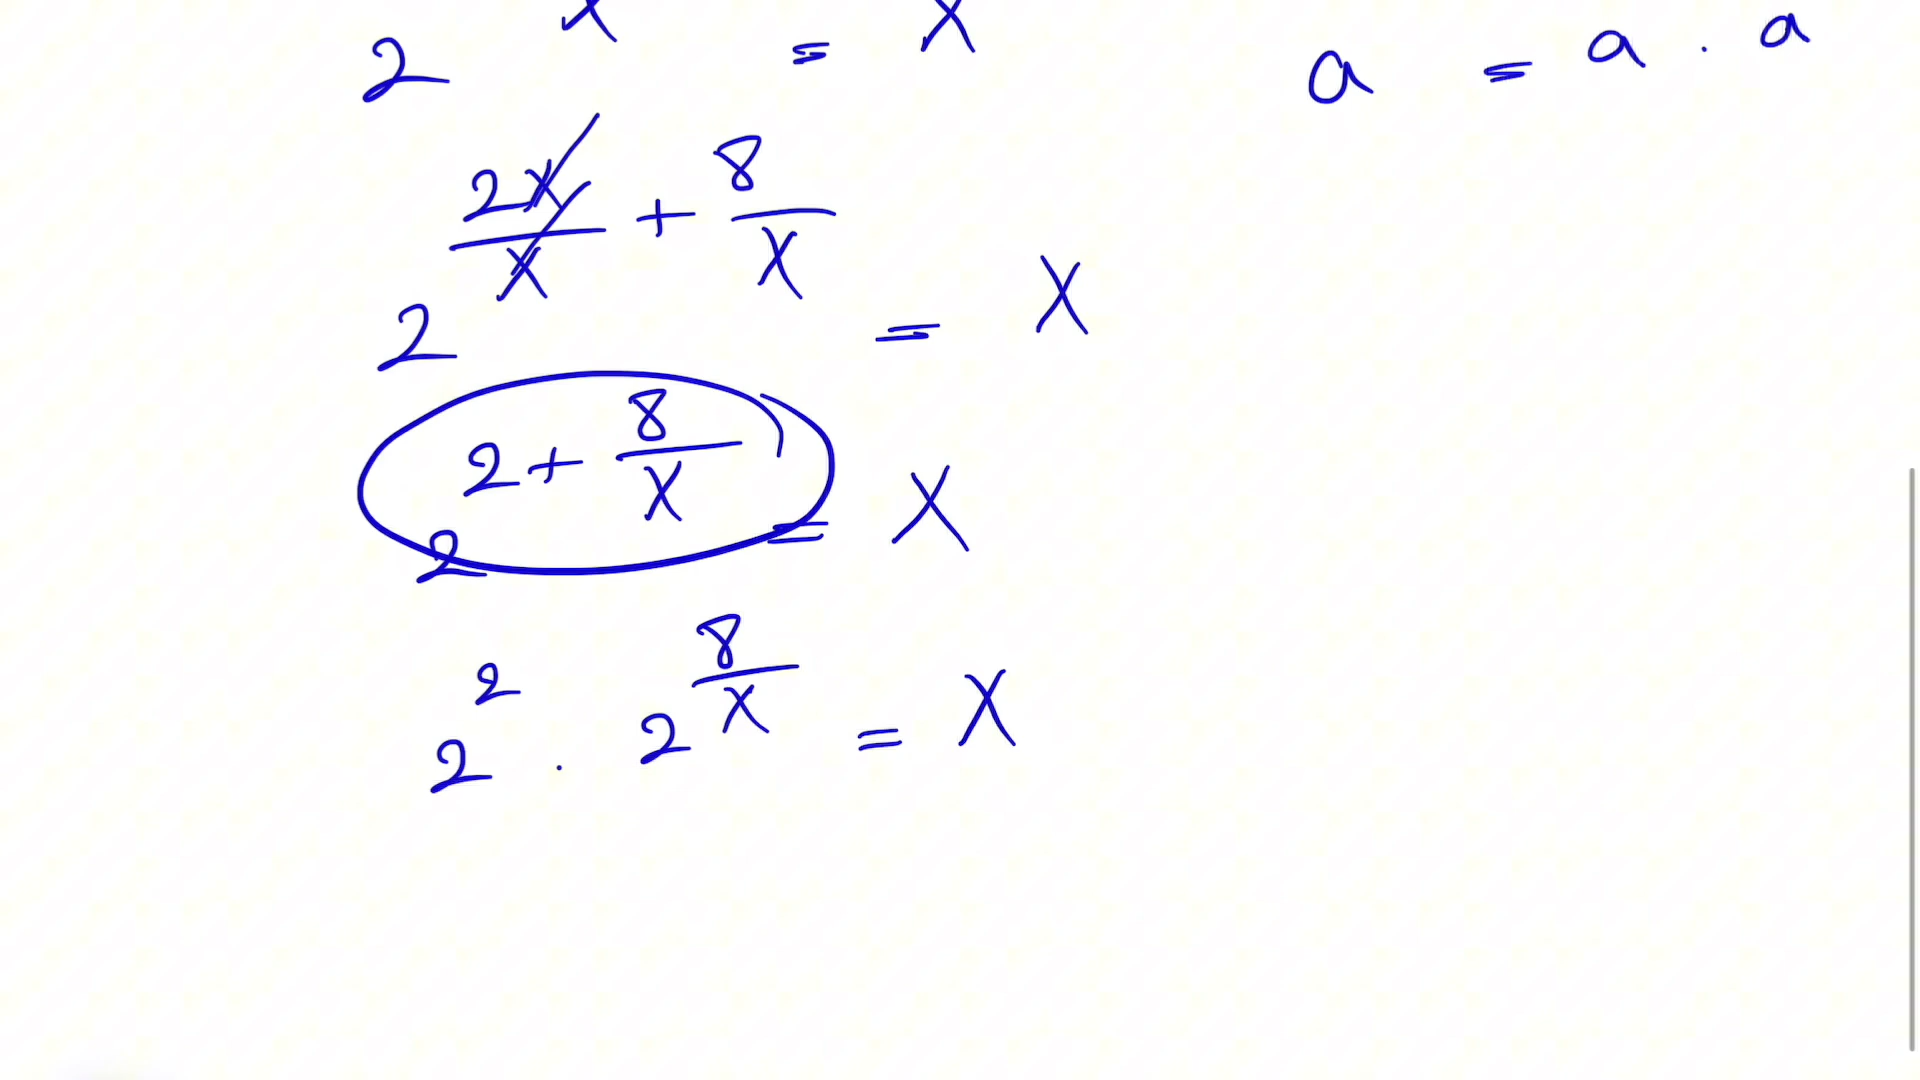 2^x = x
a = a . a
2^(2x/x + 8/x) = x
2^(2 + 8/x) = x
2^2 . 2^(8/x) = x